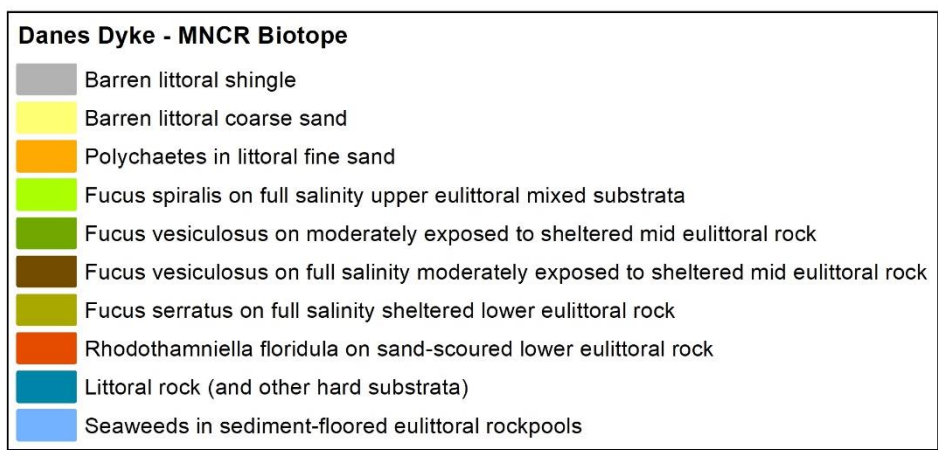 Danes Dyke - MNCR Biotope
Barren littoral shingle
Barren littoral coarse sand
Polychaetes in littoral fine sand
Fucus spiralis on full salinity upper eulittoral mixed substrata
Fucus vesiculosus on moderately exposed to sheltered mid eulittoral rock
Fucus vesiculosus on full salinity moderately exposed to sheltered mid eulittoral rock
Fucus serratus on full salinity sheltered lower eulittoral rock
Rhodothamniella floridula on sand-scoured lower eulittoral rock
Littoral rock (and other hard substrata)
Seaweeds in sediment-floored eulittoral rockpools